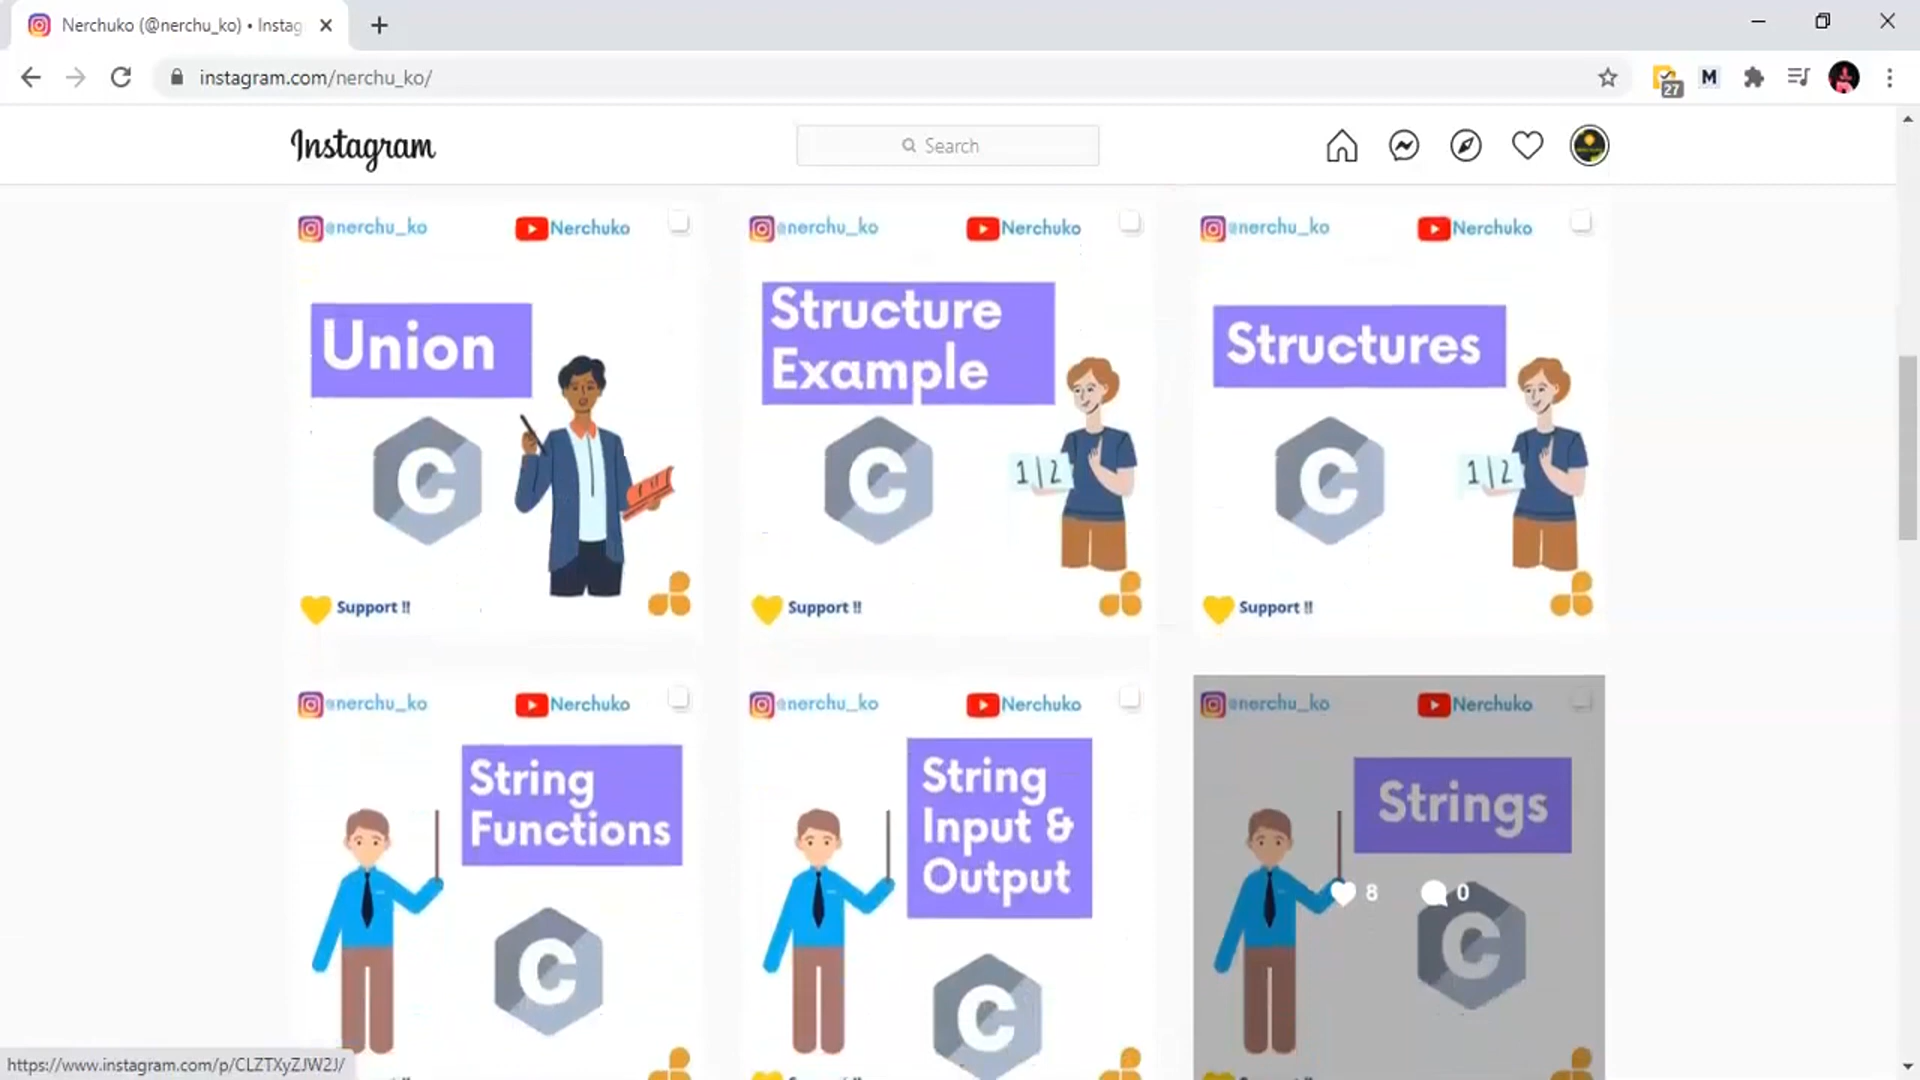 Nerchuko (@nerchu_ko) • Instag
instagram.com/nerchu_ko/
27
M
Instagram
Search
@nerchu_ko Nerchuko
Union
C
Support !!
@nerchu_ko Nerchuko
Structure
Example
C
1|2
Support !!
@nerchu_ko Nerchuko
Structures
C
1|2
Support !!
@nerchu_ko Nerchuko
String
Functions
C
@nerchu_ko Nerchuko
String
Input &
Output
C
@nerchu_ko Nerchuko
Strings
8 0
C
https://www.instagram.com/p/CLZTXyZJW2J/